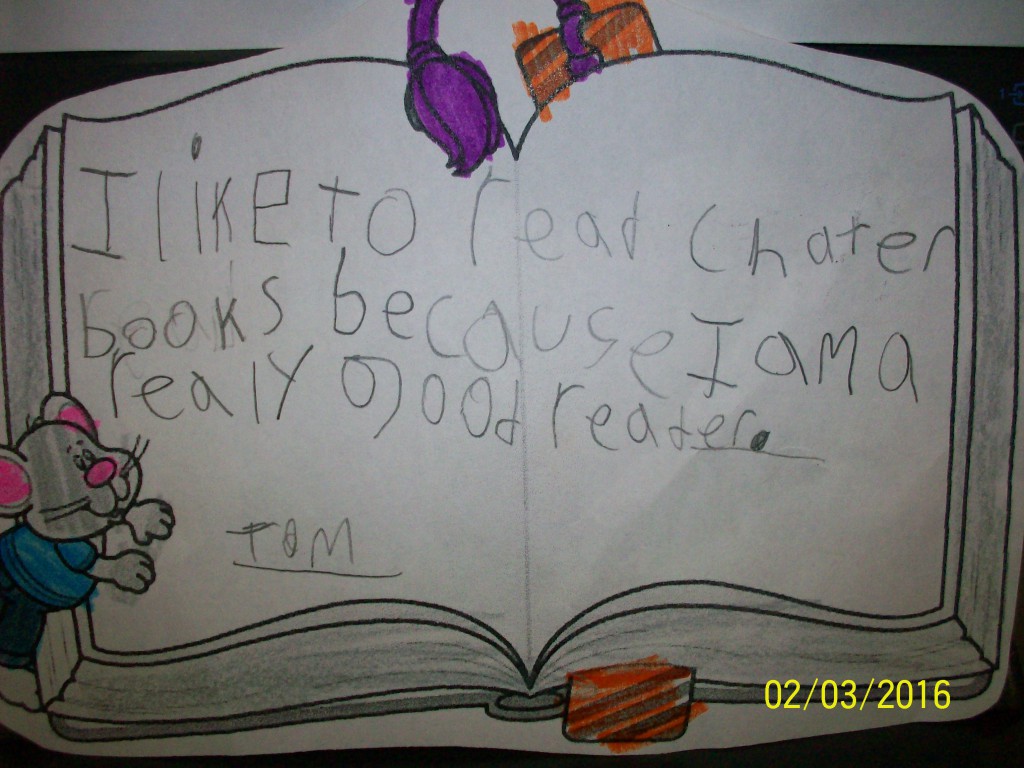 I like to read Chater
books because I am a
realy good reader.
Tom
02/03/2016